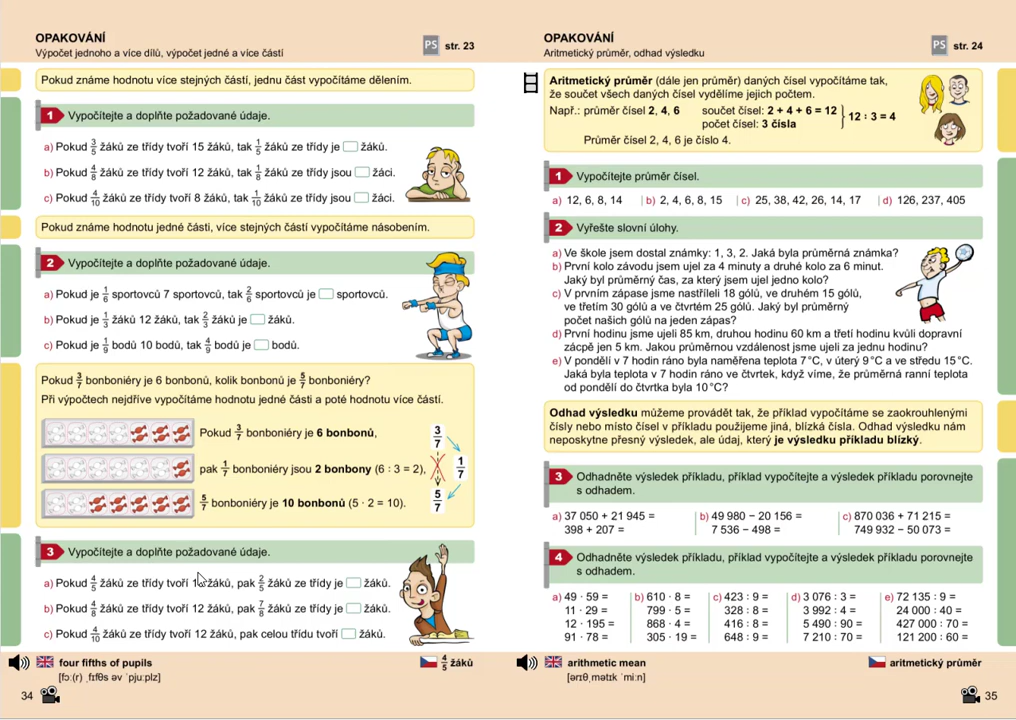 OPAKOVÁNÍ
Výpočet jednoho a více dílů, výpočet jedné a více částí
PS str. 23
Pokud známe hodnotu více stejných částí, jednu část vypočítáme dělením.
1 Vypočítejte a doplňte požadované údaje.
a) Pokud 3/5 žáků ze třídy tvoří 15 žáků, tak 1/5 žáků ze třídy je □ žáků.
b) Pokud 4/8 žáků ze třídy tvoří 12 žáků, tak 1/8 žáků ze třídy jsou □ žáci.
c) Pokud 4/10 žáků ze třídy tvoří 8 žáků, tak 1/10 žáků ze třídy jsou □ žáci.
Pokud známe hodnotu jedné části, více stejných částí vypočítáme násobením.
2 Vypočítejte a doplňte požadované údaje.
a) Pokud je 1/6 sportovců 7 sportovců, tak 2/6 sportovců je □ sportovců.
b) Pokud je 1/3 žáků 12 žáků, tak 2/3 žáků je □ žáků.
c) Pokud je 1/9 bodů 10 bodů, tak 4/9 bodů je □ bodů.
Pokud 3/7 bonboniéry je 6 bonbonů, kolik bonbonů je 5/7 bonboniéry?
Při výpočtech nejdříve vypočítáme hodnotu jedné části a poté hodnotu více částí.
Pokud 3/7 bonboniéry je 6 bonbonů,
3/7
pak 1/7 bonboniéry jsou 2 bonbony (6 : 3 = 2),
1/7
5/7 bonboniéry je 10 bonbonů (5 · 2 = 10).
5/7
3 Vypočítejte a doplňte požadované údaje.
a) Pokud 4/5 žáků ze třídy tvoří žáků, pak 2/5 žáků ze třídy je □ žáků.
b) Pokud 4/8 žáků ze třídy tvoří 12 žáků, pak 7/8 žáků ze třídy je □ žáků.
c) Pokud 4/10 žáků ze třídy tvoří 12 žáků, pak celou třídu tvoří □ žáků.
four fifths of pupils
4/5 žáků
[fɔː(r) ˌfɪfθs əv ˈpjuːplz]
34
OPAKOVÁNÍ
Aritmetický průměr, odhad výsledku
PS str. 24
Aritmetický průměr (dále jen průměr) daných čísel vypočítáme tak,
že součet všech daných čísel vydělíme jejich počtem.
Např.: průměr čísel 2, 4, 6 součet čísel: 2 + 4 + 6 = 12
počet čísel: 3 čísla
12 : 3 = 4
Průměr čísel 2, 4, 6 je číslo 4.
1 Vypočítejte průměr čísel.
a) 12, 6, 8, 14 | b) 2, 4, 6, 8, 15 | c) 25, 38, 42, 26, 14, 17 | d) 126, 237, 405
2 Vyřešte slovní úlohy.
a) Ve škole jsem dostal známky: 1, 3, 2. Jaká byla průměrná známka?
b) První kolo závodu jsem ujel za 4 minuty a druhé kolo za 6 minut.
Jaký byl průměrný čas, za který jsem ujel jedno kolo?
c) V prvním zápase jsme nastříleli 18 gólů, ve druhém 15 gólů,
ve třetím 30 gólů a ve čtvrtém 25 gólů. Jaký byl průměrný
počet našich gólů na jeden zápas?
d) První hodinu jsme ujeli 85 km, druhou hodinu 60 km a třetí hodinu kvůli dopravní
zácpě jen 5 km. Jakou průměrnou vzdálenost jsme ujeli za jednu hodinu?
e) V pondělí v 7 hodin ráno byla naměřena teplota 7 °C, v úterý 9 °C a ve středu 15 °C.
Jaká byla teplota v 7 hodin ráno ve čtvrtek, když víme, že průměrná ranní teplota
od pondělí do čtvrtka byla 10 °C?
Odhad výsledku můžeme provádět tak, že příklad vypočítáme se zaokrouhlenými
čísly nebo místo čísel v příkladu použijeme jiná, blízká čísla. Odhad výsledku nám
neposkytne přesný výsledek, ale údaj, který je výsledku příkladu blízký.
3 Odhadněte výsledek příkladu, příklad vypočítejte a výsledek příkladu porovnejte
s odhadem.
a) 37 050 + 21 945 = b) 49 980 – 20 156 = c) 870 036 + 71 215 =
398 + 207 = 7 536 – 498 = 749 932 – 50 073 =
4 Odhadněte výsledek příkladu, příklad vypočítejte a výsledek příkladu porovnejte
s odhadem.
a) 49 · 59 = b) 610 · 8 = c) 423 : 9 = d) 3 076 : 3 = e) 72 135 : 9 =
11 · 29 = 799 · 5 = 328 : 8 = 3 992 : 4 = 24 000 : 40 =
12 · 195 = 868 · 4 = 416 : 8 = 5 490 : 90 = 427 000 : 70 =
91 · 78 = 305 · 19 = 648 : 9 = 7 210 : 70 = 121 200 : 60 =
arithmetic mean
aritmetický průměr
[ərɪθˌmətɪk ˈmiːn]
35